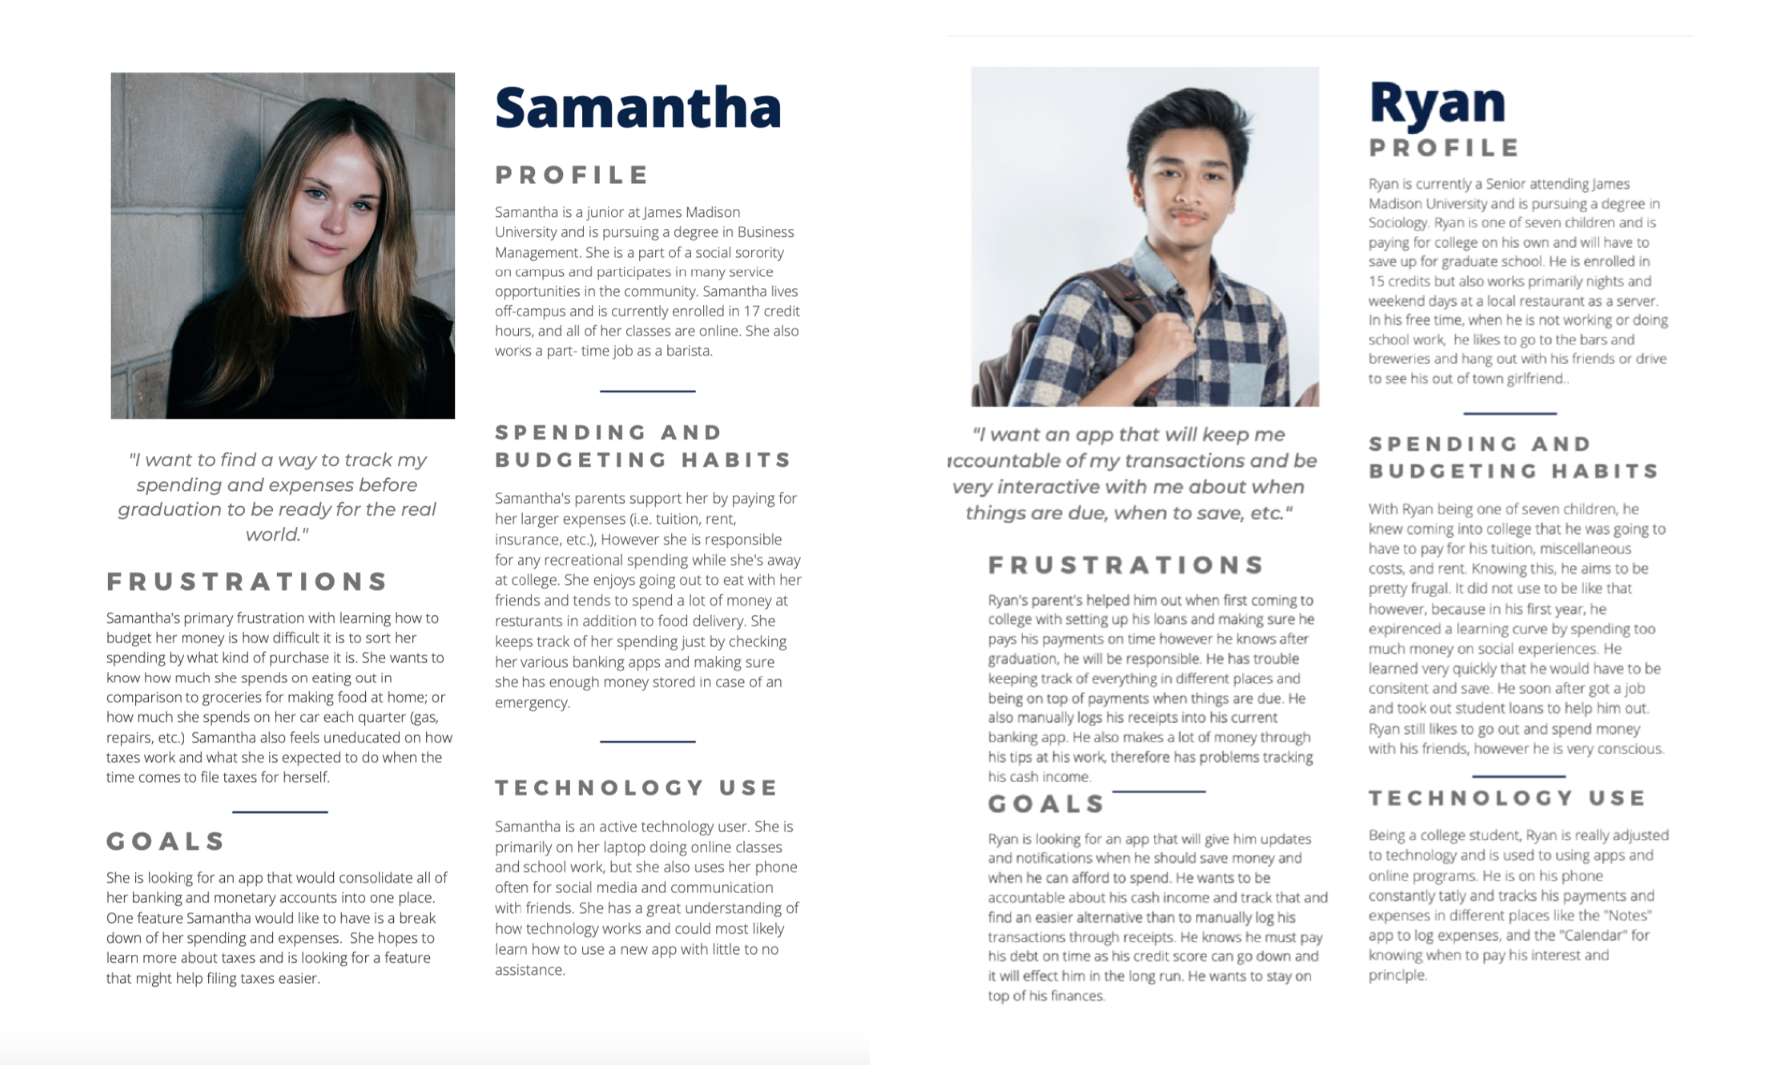 Samantha
PROFILE
Samantha is a junior at James Madison
University and is pursuing a degree in Business
Management. She is a part of a social sorority
on campus and participates in many service
opportunities in the community. Samantha lives
off-campus and is currently enrolled in 17 credit
hours, and all of her classes are online. She also
works a part- time job as a barista.
"I want to find a way to track my
spending and expenses before
graduation to be ready for the real
world."
FRUSTRATIONS
Samantha's primary frustration with learning how to
budget her money is how difficult it is to sort her
spending by what kind of purchase it is. She wants to
know how much she spends on eating out in
comparison to groceries for making food at home; or
how much she spends on her car each quarter (gas,
repairs, etc.)  Samantha also feels uneducated on how
taxes work and what she is expected to do when the
time comes to file taxes for herself.
GOALS
She is looking for an app that would consolidate all of
her banking and monetary accounts into one place.
One feature Samantha would like to have is a break
down of her spending and expenses.  She hopes to
learn more about taxes and is looking for a feature
that might help filing taxes easier.
SPENDING AND
BUDGETING HABITS
Samantha's parents support her by paying for
her larger expenses (i.e. tuition, rent,
insurance, etc.), However she is responsible
for any recreational spending while she's away
at college. She enjoys going out to eat with her
friends and tends to spend a lot of money at
resturants in addition to food delivery. She
keeps track of her spending just by checking
her various banking apps and making sure
she has enough money stored in case of an
emergency.
TECHNOLOGY USE
Samantha is an active technology user. She is
primarily on her laptop doing online classes
and school work, but she also uses her phone
often for social media and communication
with friends. She has a great understanding of
how technology works and could most likely
learn how to use a new app with little to no
assistance.
Ryan
PROFILE
Ryan is currently a Senior attending James
Madison University and is pursuing a degree in
Sociology. Ryan is one of seven children and is
paying for college on his own and will have to
save up for graduate school. He is enrolled in
15 credits but also works primarily nights and
weekend days at a local restaurant as a server.
In his free time, when he is not working or doing
school work,  he likes to go to the bars and
breweries and hang out with his friends or drive
to see his out of town girlfriend..
"I want an app that will keep me
ccountable of my transactions and be
very interactive with me about when
things are due, when to save, etc."
FRUSTRATIONS
Ryan's parent's helped him out when first coming to
college with setting up his loans and making sure he
pays his payments on time however he knows after
graduation, he will be responsible. He has trouble
keeping track of everything in different places and
being on top of payments when things are due. He
also manually logs his receipts into his current
banking app. He also makes a lot of money through
his tips at his work, therefore has problems tracking
his cash income.
GOALS
Ryan is looking for an app that will give him updates
and notifications when he should save money and
when he can afford to spend. He wants to be
accountable about his cash income and track that and
find an easier alternative than to manually log his
transactions through receipts. He knows he must pay
his debt on time as his credit score can go down and
it will effect him in the long run. He wants to stay on
top of his finances.
SPENDING AND
BUDGETING HABITS
With Ryan being one of seven children, he
knew coming into college that he was going to
have to pay for his tuition, miscellaneous
costs, and rent. Knowing this, he aims to be
pretty frugal. It did not use to be like that
however, because in his first year, he
expirenced a learning curve by spending too
much money on social experiences. He
learned very quickly that he would have to be
consitent and save. He soon after got a job
and took out student loans to help him out.
Ryan still likes to go out and spend money
with his friends, however he is very conscious.
TECHNOLOGY USE
Being a college student, Ryan is really adjusted
to technology and is used to using apps and
online programs. He is on his phone
constantly tatly and tracks his payments and
expenses in different places like the "Notes"
app to log expenses, and the "Calendar" for
knowing when to pay his interest and
princlple.